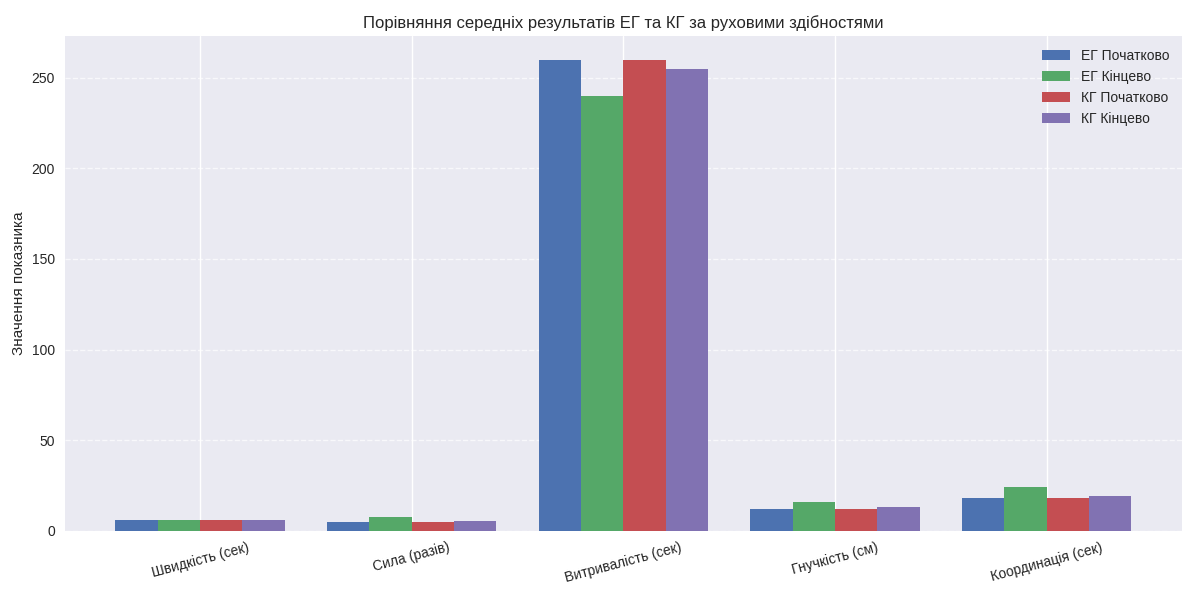 Порівняння середніх результатів ЕГ та КГ за руховими здібностями
ЕГ Початково
ЕГ Кінцево
КГ Початково
КГ Кінцево
Значення показника
250
200
150
100
50
0
Швидкість (сек)
Сила (разів)
Витривалість (сек)
Гнучкість (см)
Координація (сек)